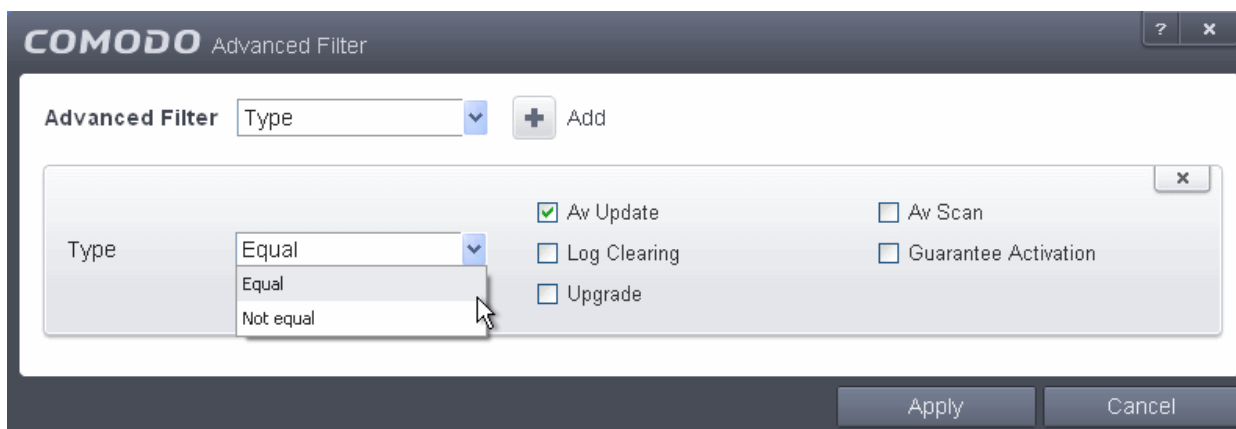 COMODO Advanced Filter ? x
Advanced Filter Type + Add
x
Av Update Av Scan
Type Equal Log Clearing Guarantee Activation
Equal
Upgrade
Not equal
Apply Cancel